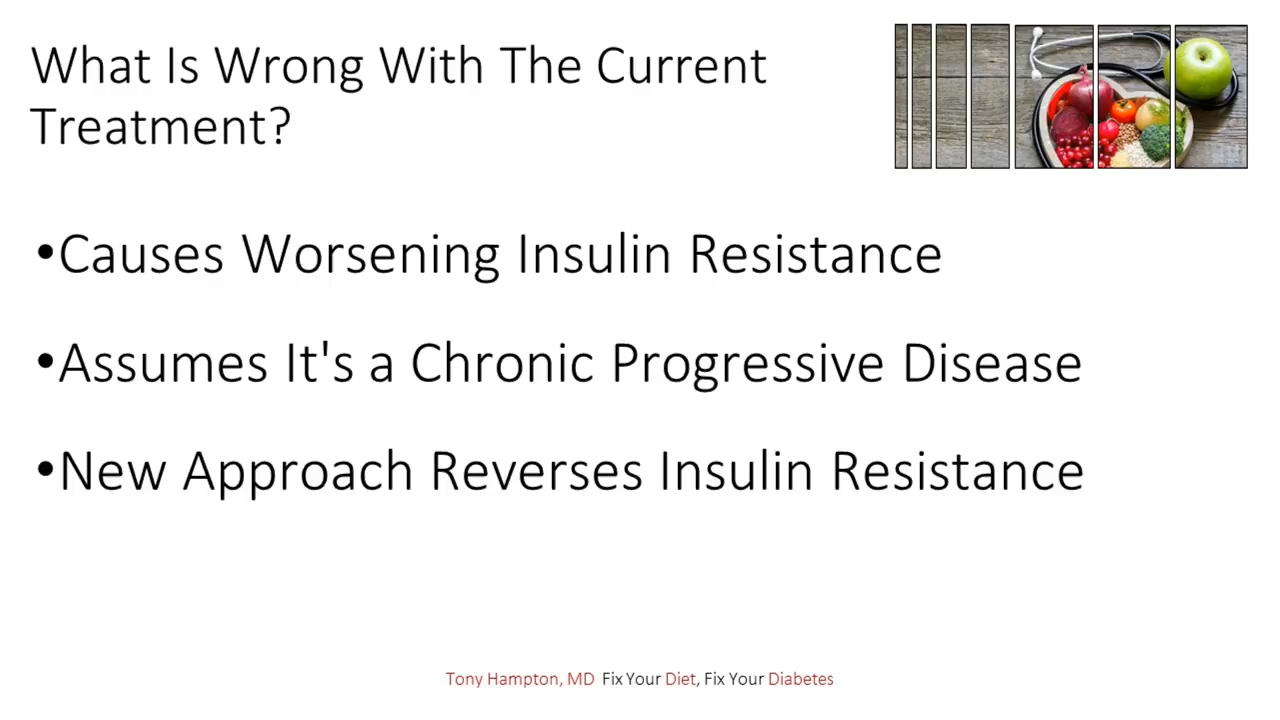 What Is Wrong With The Current
Treatment?
•Causes Worsening Insulin Resistance
•Assumes It's a Chronic Progressive Disease
•New Approach Reverses Insulin Resistance
Tony Hampton, MD Fix Your Diet, Fix Your Diabetes